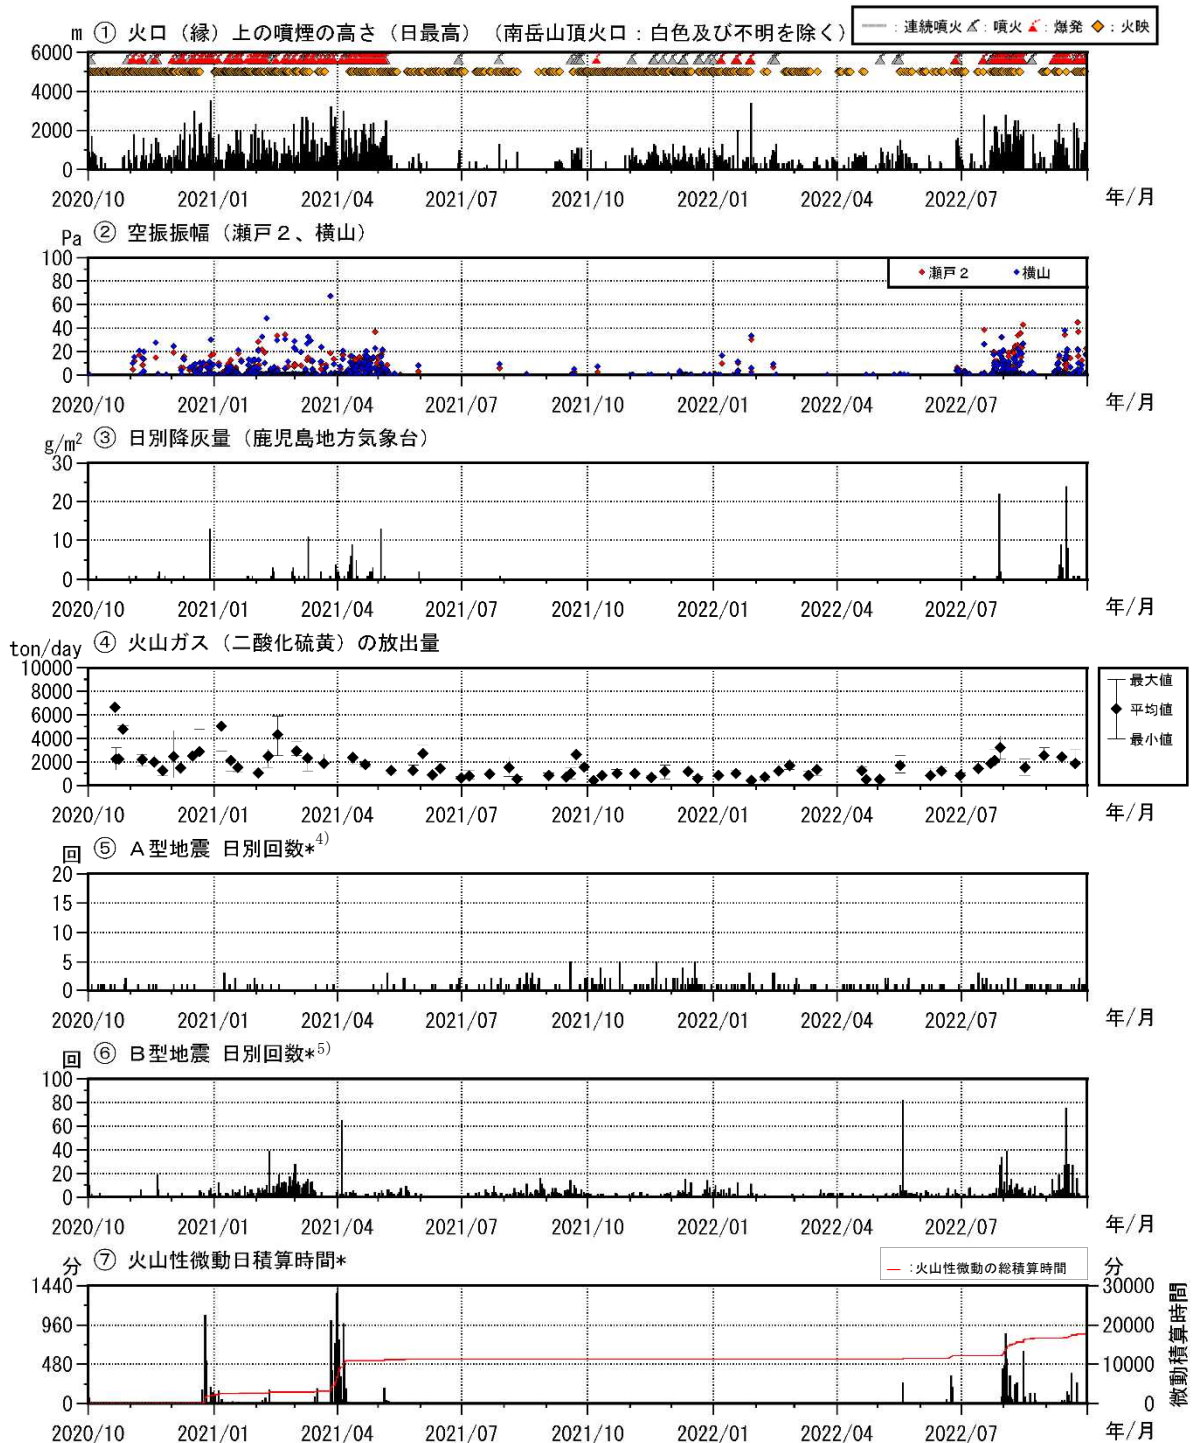 m ① 火口（縁）上の噴煙の高さ（日最高）（南岳山頂火口：白色及び不明を除く）
：連続噴火 ：噴火 ：爆発 ：火映
6000
4000
2000
0
2020/10 2021/01 2021/04 2021/07 2021/10 2022/01 2022/04 2022/07 年/月
Pa ② 空振振幅（瀬戸２、横山）
瀬戸２ 横山
100
80
60
40
20
0
2020/10 2021/01 2021/04 2021/07 2021/10 2022/01 2022/04 2022/07 年/月
g/m² ③ 日別降灰量（鹿児島地方気象台）
30
20
10
0
2020/10 2021/01 2021/04 2021/07 2021/10 2022/01 2022/04 2022/07 年/月
ton/day ④ 火山ガス（二酸化硫黄）の放出量
10000
8000
6000
4000
2000
0
最大値
平均値
最小値
2020/10 2021/01 2021/04 2021/07 2021/10 2022/01 2022/04 2022/07 年/月
回 ⑤ Ａ型地震 日別回数*4)
20
15
10
5
0
2020/10 2021/01 2021/04 2021/07 2021/10 2022/01 2022/04 2022/07 年/月
回 ⑥ Ｂ型地震 日別回数*5)
100
80
60
40
20
0
2020/10 2021/01 2021/04 2021/07 2021/10 2022/01 2022/04 2022/07 年/月
分 ⑦ 火山性微動日積算時間*
：火山性微動の総積算時間
分
1440 30000
960 20000
480 10000
0 0
微動積算時間
2020/10 2021/01 2021/04 2021/07 2021/10 2022/01 2022/04 2022/07 年/月